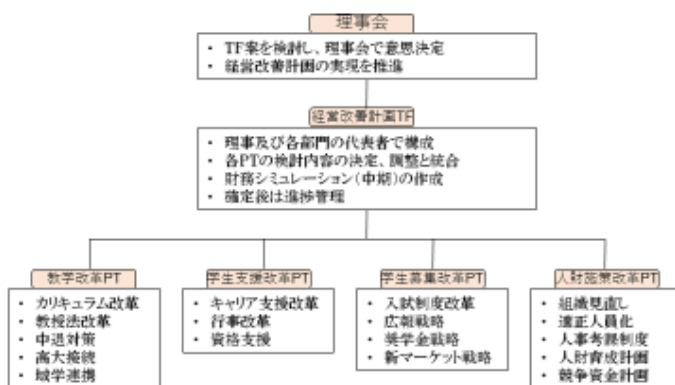 理事会
・ TF案を検討し、理事会で意思決定
・ 経営改善計画の実現を推進
経営改善計画TF
・ 理事及び各部門の代表者で構成
・ 各PTの検討内容の決定、調整と統合
・ 財務シミュレーション(中期)の作成
・ 確定後は進捗管理
教学改革PT
・ カリキュラム改革
・ 教授法改革
・ 中退対策
・ 高大接続
・ 域学連携
学生支援改革PT
・ キャリア支援改革
・ 行事改革
・ 資格支援
学生募集改革PT
・ 入試制度改革
・ 広報戦略
・ 奨学金戦略
・ 新マーケット戦略
人財施策改革PT
・ 組織見直し
・ 適正人員化
・ 人事考課制度
・ 人財育成計画
・ 競争資金計画